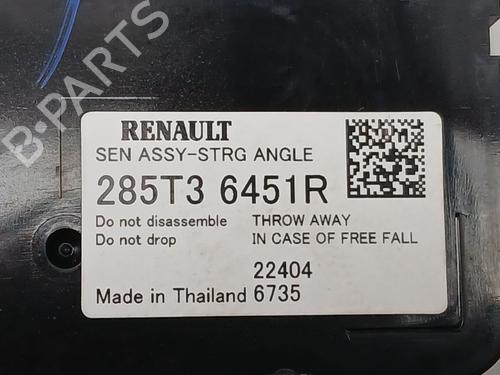 RENAULT
SEN ASSY-STRG ANGLE
285T3 6451R
Do not disassemble THROW AWAY
Do not drop IN CASE OF FREE FALL
22404
Made in Thailand 6735
B-PARTS